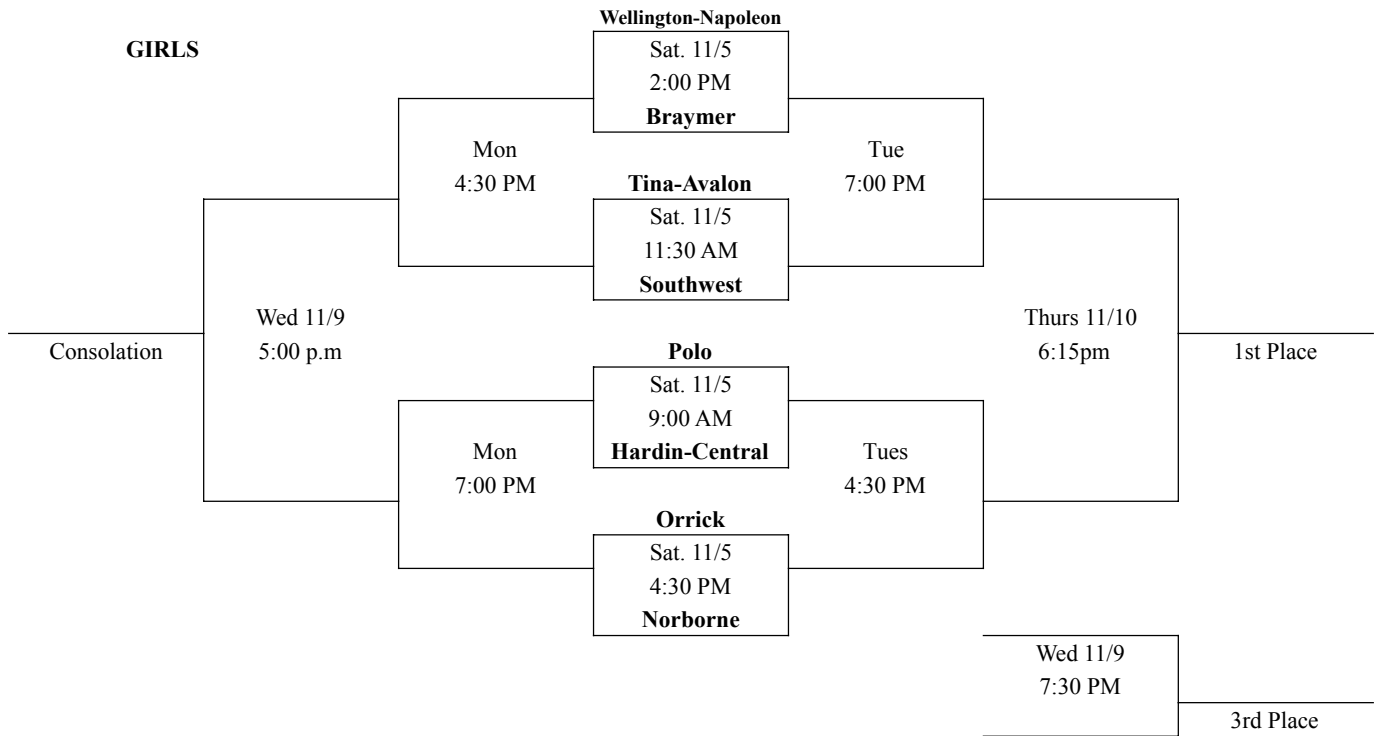 Wellington-Napoleon
GIRLS
Sat. 11/5
2:00 PM
Braymer
Mon
4:30 PM
Tue
7:00 PM
Tina-Avalon
Sat. 11/5
11:30 AM
Southwest
Wed 11/9
5:00 p.m
Consolation
Thurs 11/10
6:15pm
1st Place
Polo
Sat. 11/5
9:00 AM
Hardin-Central
Mon
7:00 PM
Tues
4:30 PM
Orrick
Sat. 11/5
4:30 PM
Norborne
Wed 11/9
7:30 PM
3rd Place